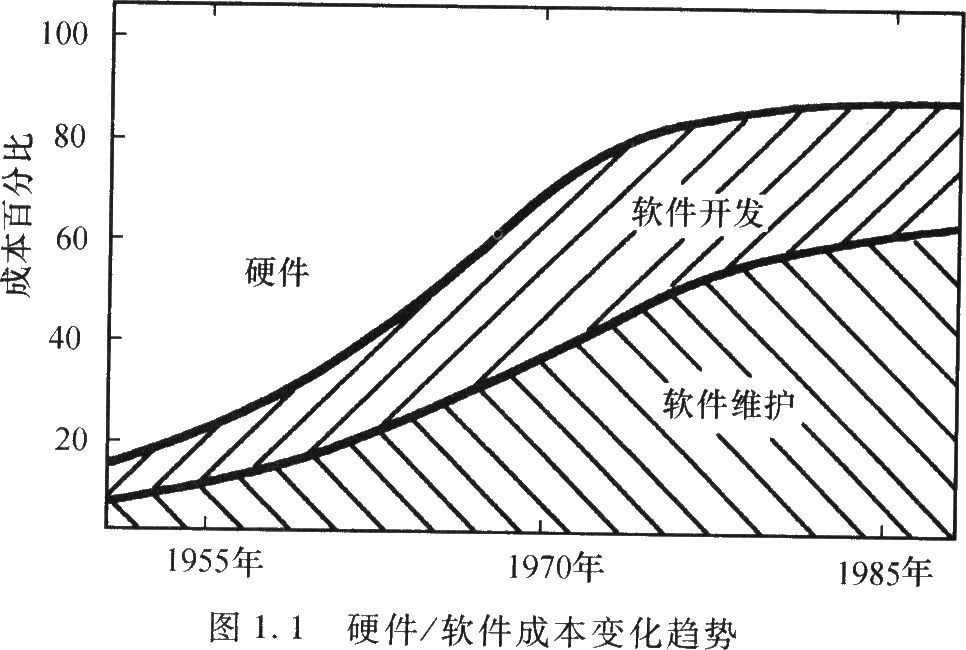 100
80
60
40
20
成本百分比
硬件
软件开发
软件维护
1955年
1970年
1985年
图 1.1 硬件/软件成本变化趋势